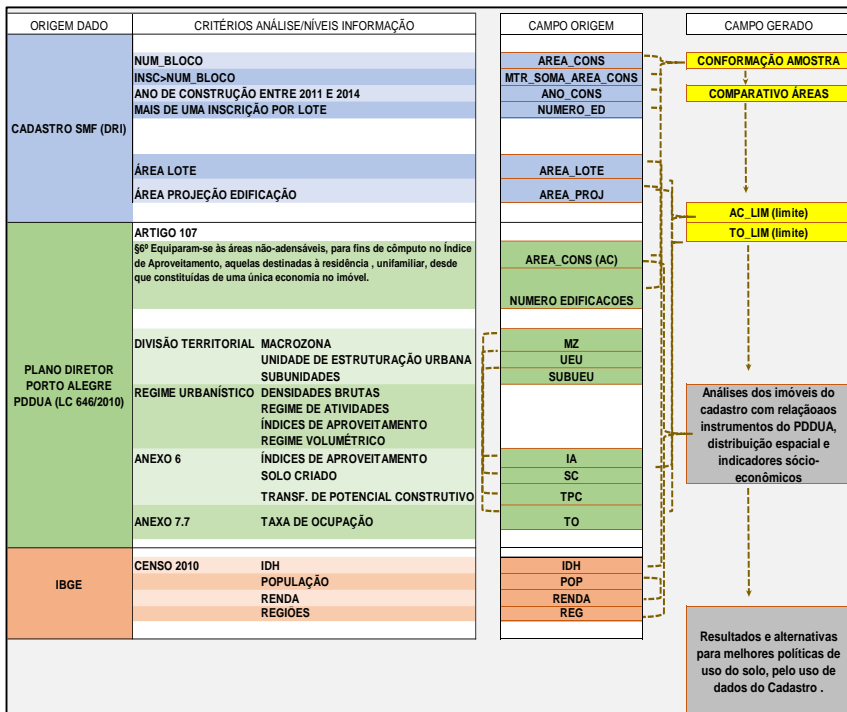 ORIGEM DADO
CRITÉRIOS ANÁLISE/NÍVEIS INFORMAÇÃO
CAMPO ORIGEM
CAMPO GERADO
CADASTRO SMF (DRI)
NUM_BLOCO
INSC>NUM_BLOCO
ANO DE CONSTRUÇÃO ENTRE 2011 E 2014
MAIS DE UMA INSCRIÇÃO POR LOTE
ÁREA LOTE
ÁREA PROJEÇÃO EDIFICAÇÃO
AREA_CONS
MTR_SOMA_AREA_CONS
ANO_CONS
NUMERO_ED
AREA_LOTE
AREA_PROJ
CONFORMAÇÃO AMOSTRA
COMPARATIVO ÁREAS
AC_LIM (limite)
TO_LIM (limite)
PLANO DIRETOR
PORTO ALEGRE
PDDUA (LC 646/2010)
ARTIGO 107
§6º Equiparam-se às áreas não-adensáveis, para fins de cômputo no Índice
de Aproveitamento, aquelas destinadas à residência , unifamiliar, desde
que constituídas de uma única economia no imóvel.
AREA_CONS (AC)
NUMERO EDIFICACOES
DIVISÃO TERRITORIAL MACROZONA
UNIDADE DE ESTRUTURAÇÃO URBANA
SUBUNIDADES
REGIME URBANÍSTICO DENSIDADES BRUTAS
REGIME DE ATIVIDADES
ÍNDICES DE APROVEITAMENTO
REGIME VOLUMÉTRICO
ANEXO 6 ÍNDICES DE APROVEITAMENTO
SOLO CRIADO
TRANSF. DE POTENCIAL CONSTRUTIVO
ANEXO 7.7 TAXA DE OCUPAÇÃO
MZ
UEU
SUBUEU
IA
SC
TPC
TO
Análises dos imóveis do
cadastro com relaçãoaos
instrumentos do PDDUA,
distribuição espacial e
indicadores sócio-
econômicos
IBGE
CENSO 2010 IDH
POPULAÇÃO
RENDA
REGIÕES
IDH
POP
RENDA
REG
Resultados e alternativas
para melhores políticas de
uso do solo, pelo uso de
dados do Cadastro .